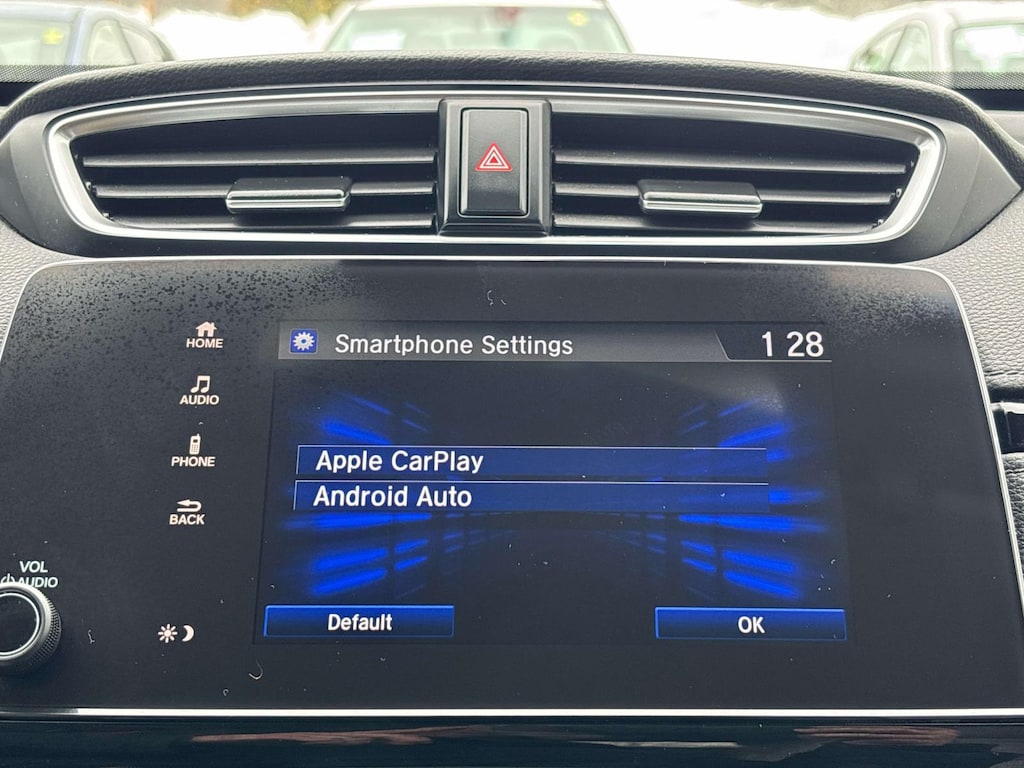 HOME
AUDIO
PHONE
BACK
VOL
AUDIO
Smartphone Settings
1 28
Apple CarPlay
Android Auto
Default
OK